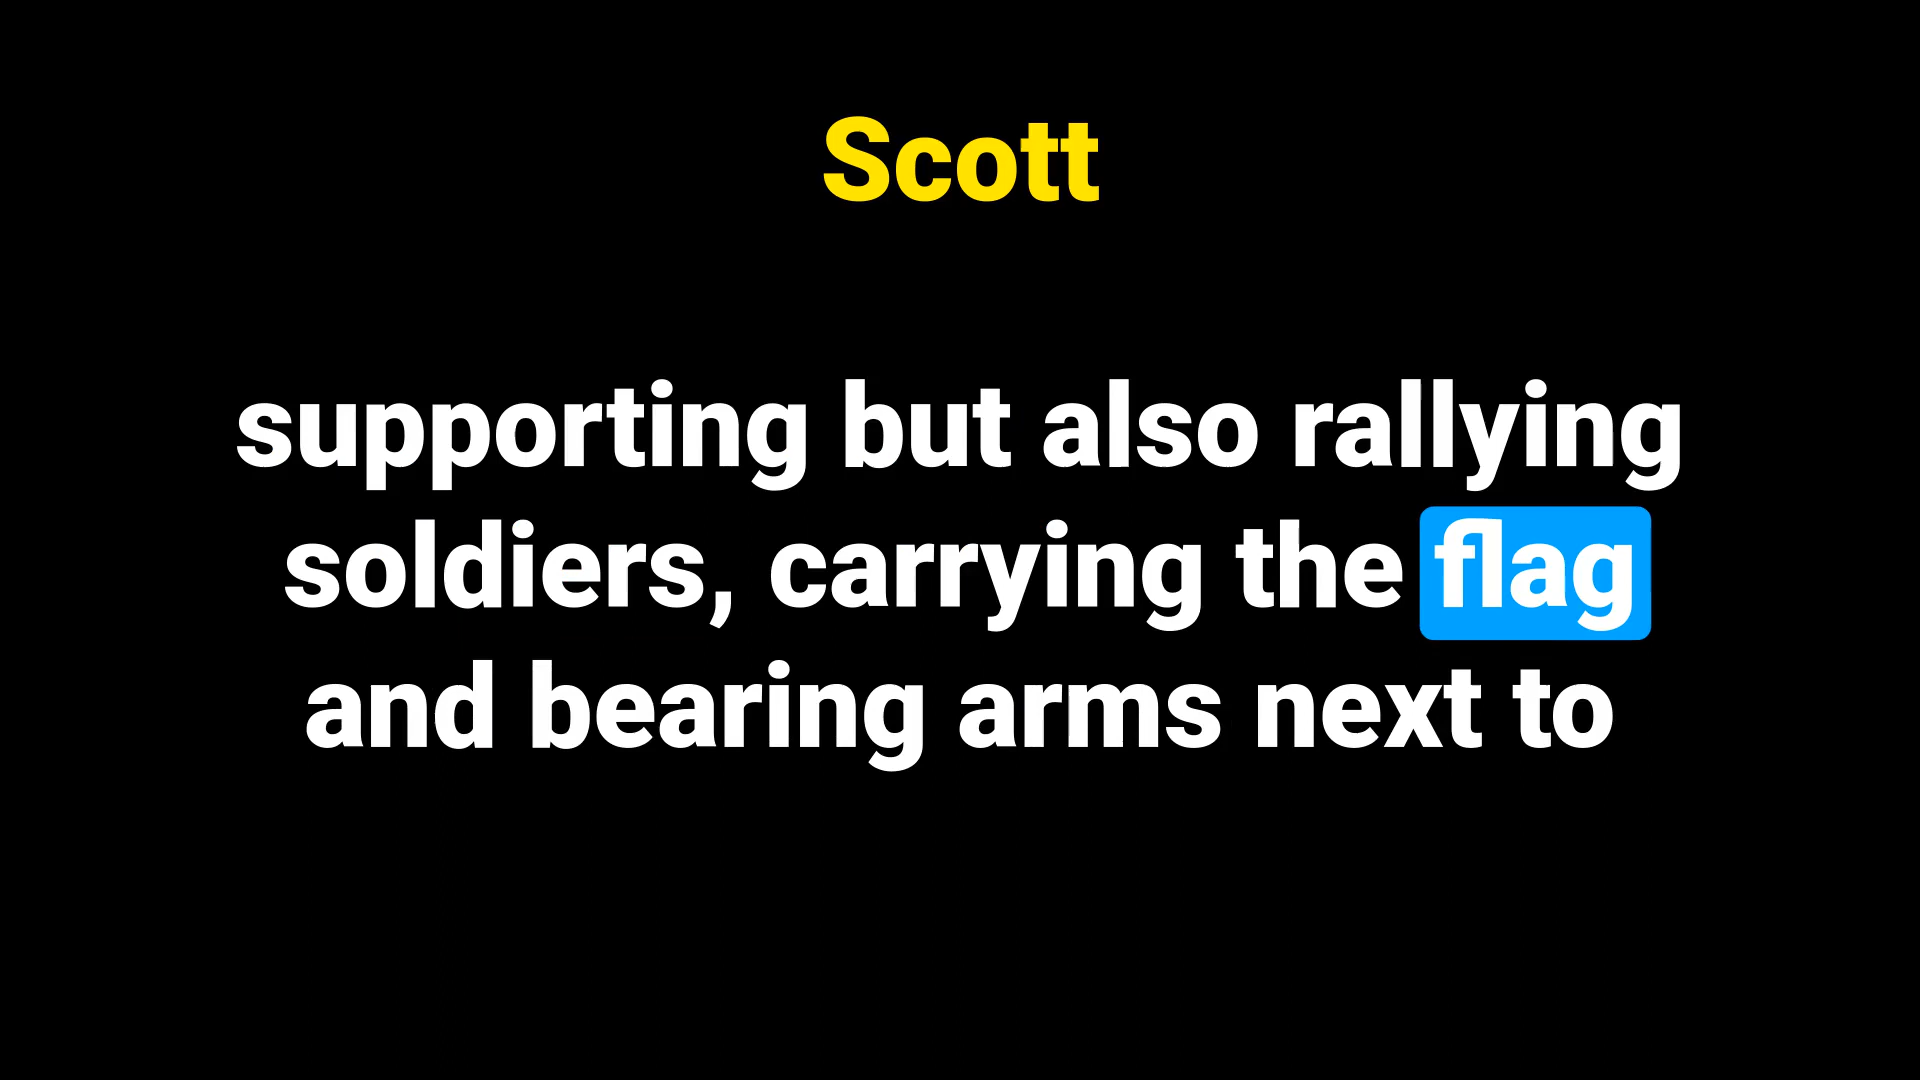 Scott
supporting but also rallying
soldiers, carrying the flag
and bearing arms next to